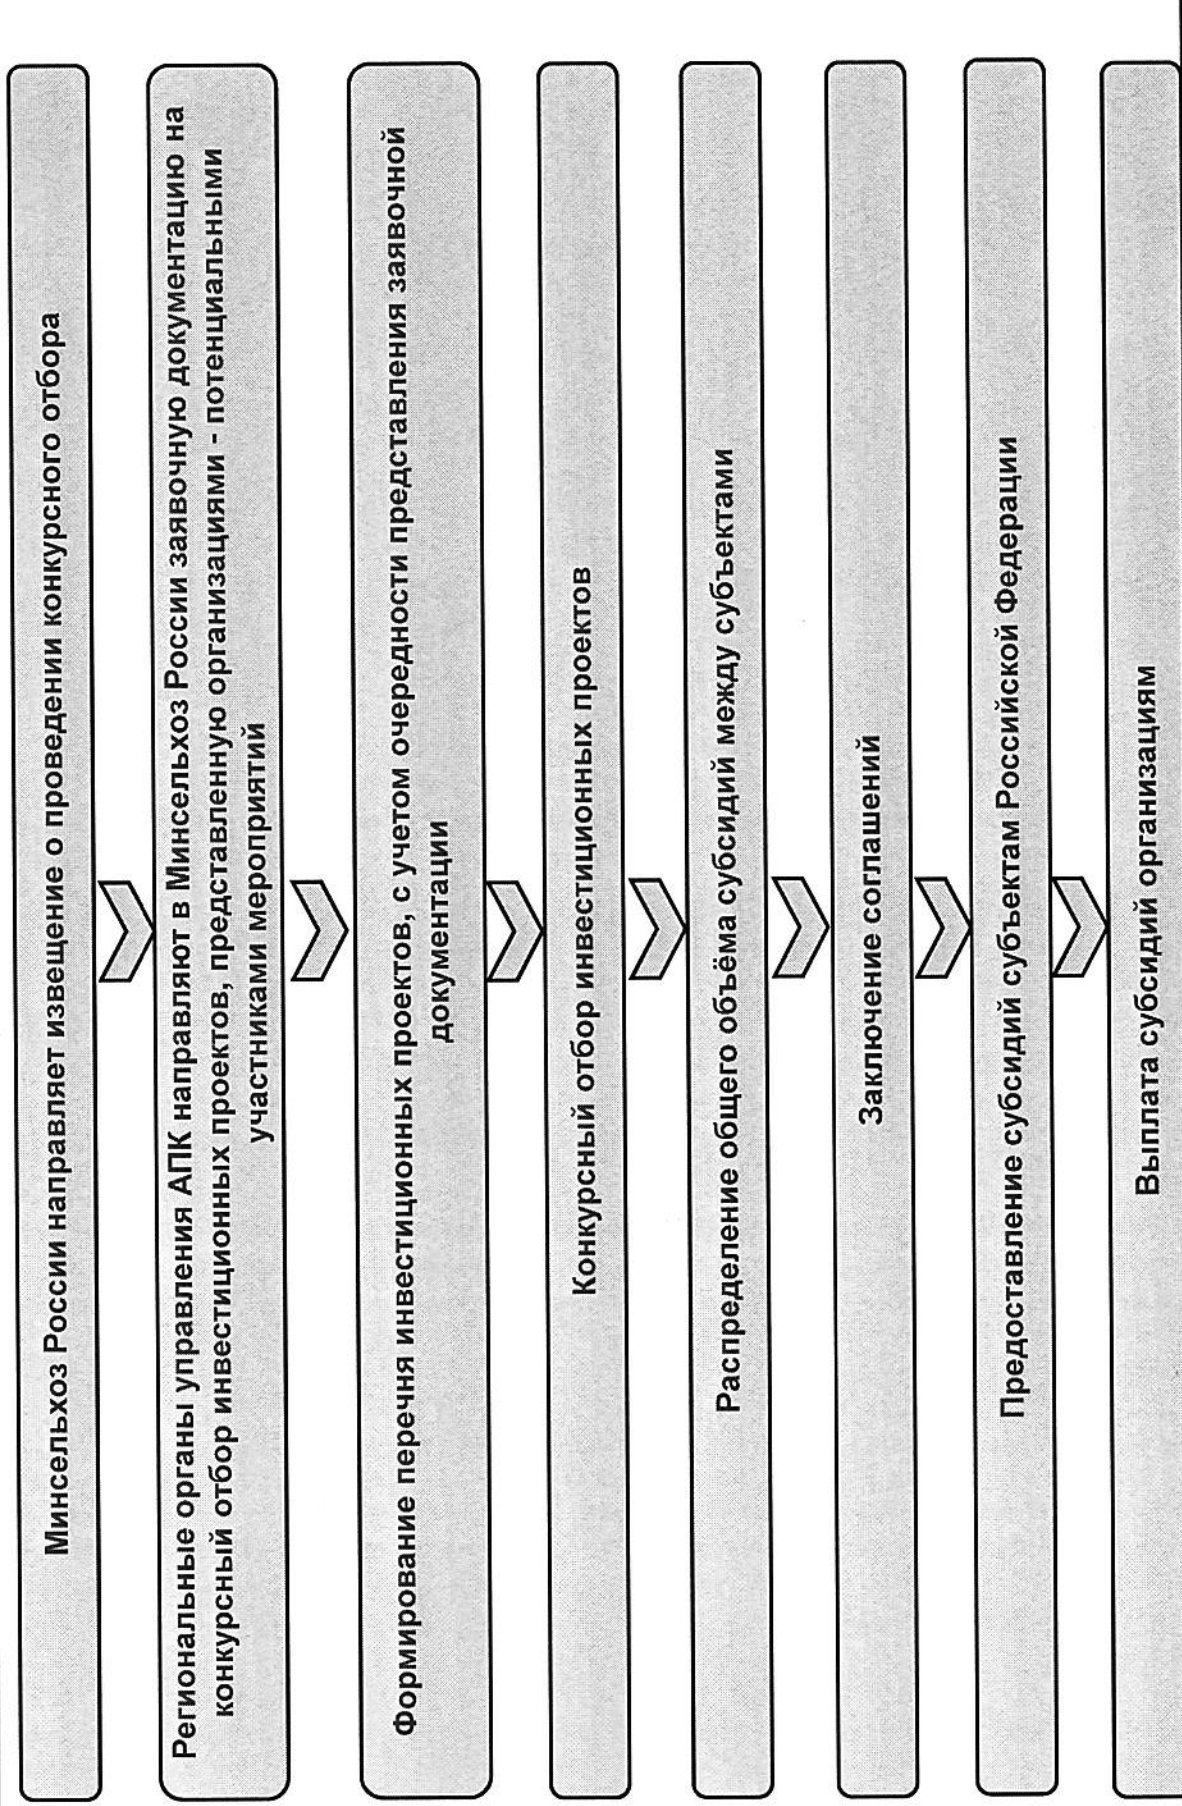 Минсельхоз России направляет извещение о проведении конкурсного отбора
Региональные органы управления АПК направляют в Минсельхоз России заявочную документацию на
конкурсный отбор инвестиционных проектов, представленную организациями - потенциальными
участниками мероприятий
Формирование перечня инвестиционных проектов, с учетом очередности представления заявочной
документации
Конкурсный отбор инвестиционных проектов
Распределение общего объёма субсидий между субъектами
Заключение соглашений
Предоставление субсидий субъектам Российской Федерации
Выплата субсидий организациям